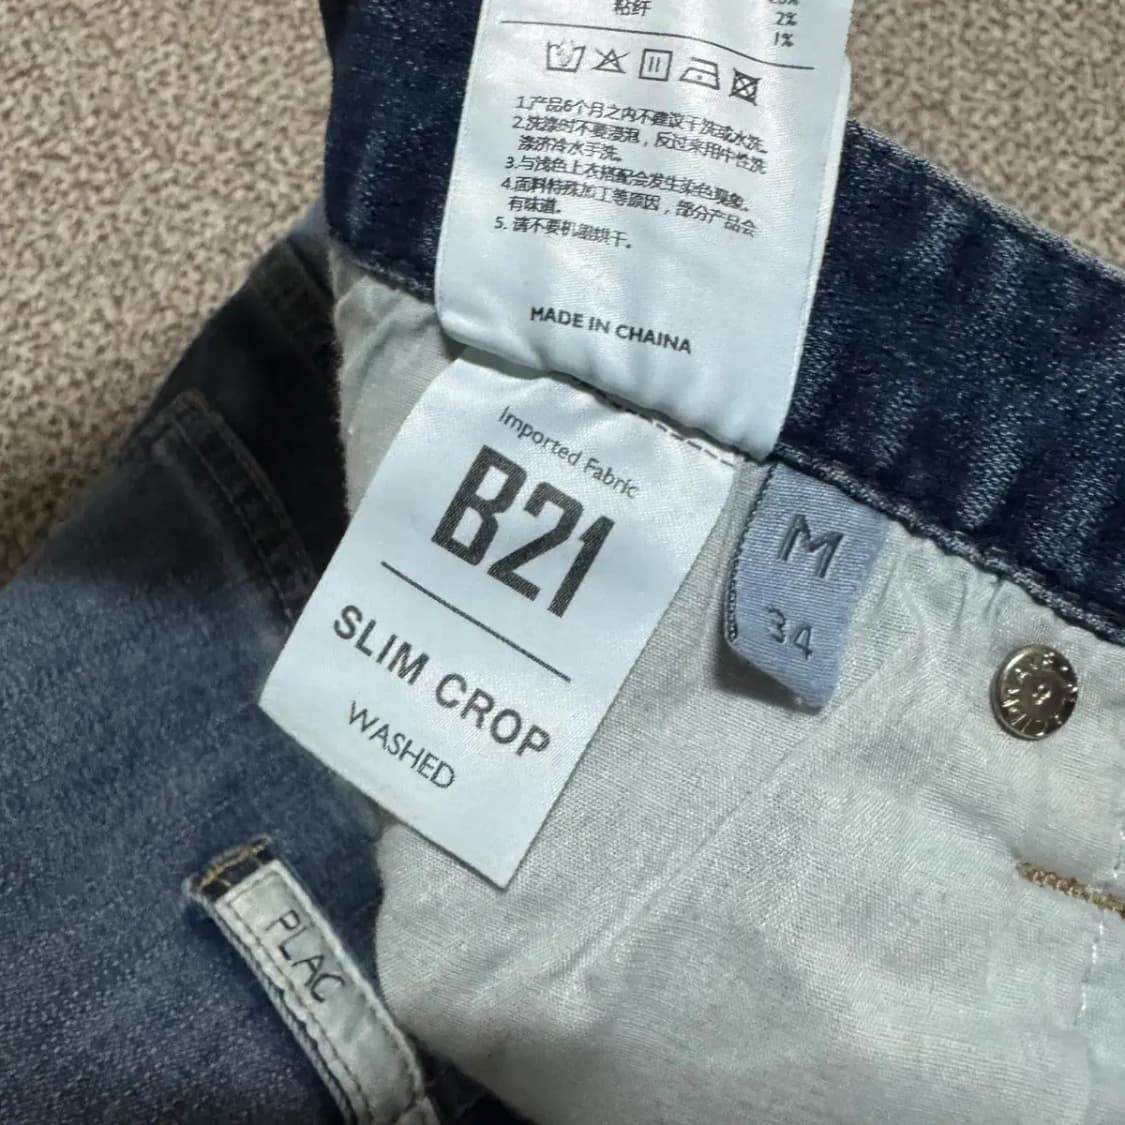 粘纤
2%
1%
1.产品6个月之内不建议干洗或水洗。
2.洗涤时不要浸泡，反过来用中性洗
涤济冷水手洗。
3.与浅色上衣搭配会发生染色现象。
4.面料特殊加工等原因，部分产品会
有味道。
5. 请不要机器烘干。
MADE IN CHAINA
Imported Fabric
B21
SLIM CROP
WASHED
M
34
PLAC